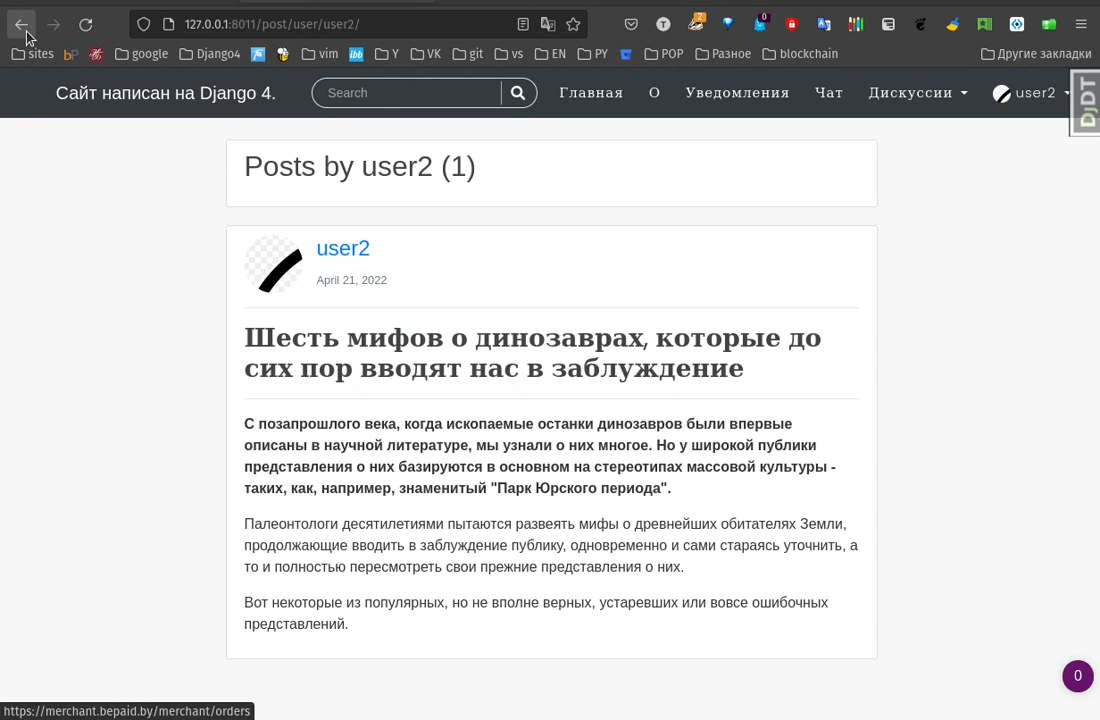 127.0.0.1:8011/post/user/user2/
2
0
sites
bP
google
Django4
lbb
vim
Y
VK
git
vs
EN
PY
POP
Разное
blockchain
Другие закладки
Сайт написан на Django 4.
Search
Главная
О
Уведомления
Чат
Дискуссии
user2
DjDT
Posts by user2 (1)
user2
April 21, 2022
Шесть мифов о динозаврах, которые до
сих пор вводят нас в заблуждение
С позапрошлого века, когда ископаемые останки динозавров были впервые
описаны в научной литературе, мы узнали о них многое. Но у широкой публики
представления о них базируются в основном на стереотипах массовой культуры -
таких, как, например, знаменитый "Парк Юрского периода".
Палеонтологи десятилетиями пытаются развеять мифы о древнейших обитателях Земли,
продолжающие вводить в заблуждение публику, одновременно и сами стараясь уточнить, а
то и полностью пересмотреть свои прежние представления о них.
Вот некоторые из популярных, но не вполне верных, устаревших или вовсе ошибочных
представлений.
0
https://merchant.bepaid.by/merchant/orders